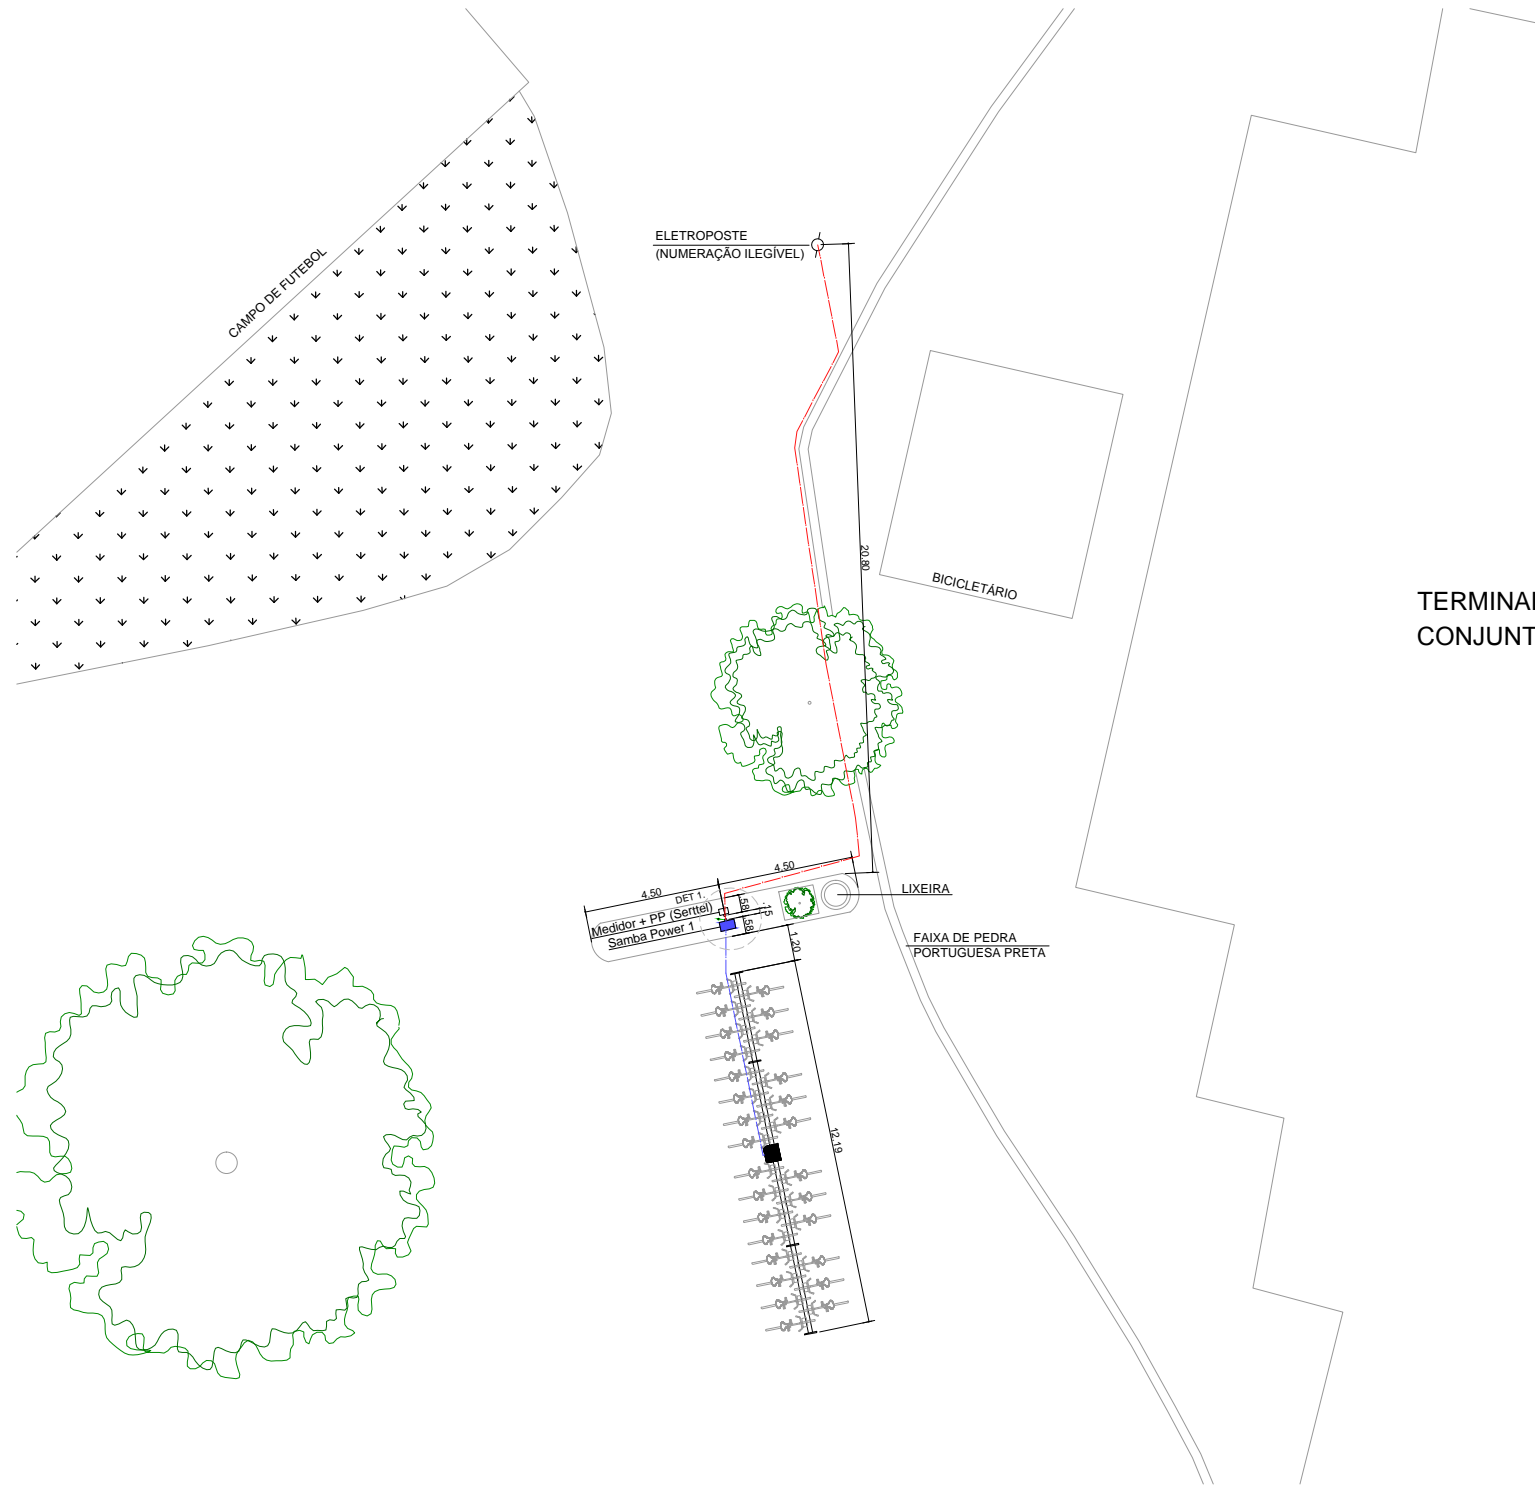 ELETROPOSTE
(NUMERAÇÃO ILEGÍVEL)
CAMPO DE FUTEBOL
20.80
BICICLETÁRIO
TERMINAL
CONJUNT
4.50
4.50
DET 1.
LIXEIRA
Medidor + PP (Serttel)
Samba Power 1
.58
.15
.58
1.20
FAIXA DE PEDRA
PORTUGUESA PRETA
12.19